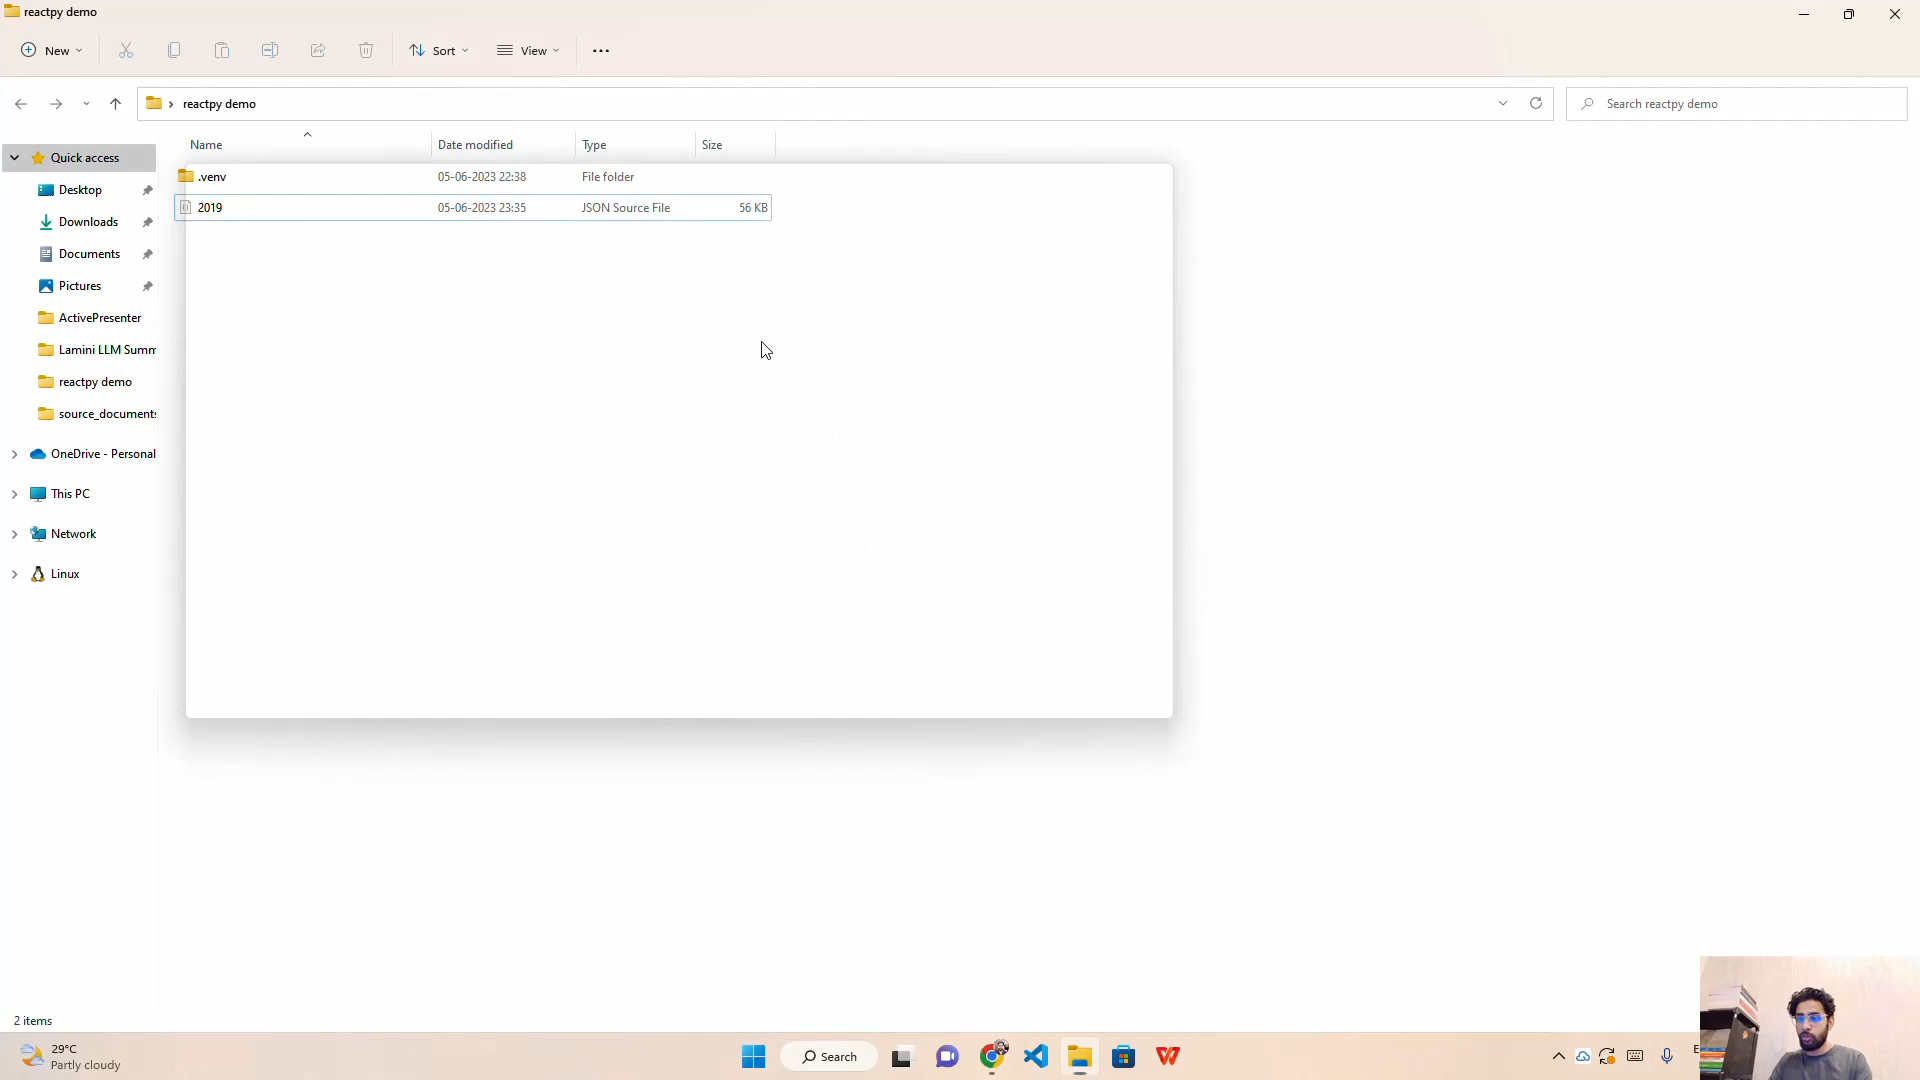 reactpy demo
New
Sort
View
reactpy demo
Search reactpy demo
Name
Date modified
Type
Size
Quick access
.venv
05-06-2023 22:38
File folder
Desktop
2019
05-06-2023 23:35
JSON Source File
56 KB
Downloads
Documents
Pictures
ActivePresenter
Lamini LLM Summ
reactpy demo
source_documents
OneDrive - Personal
This PC
Network
Linux
2 items
29°C
Partly cloudy
Search